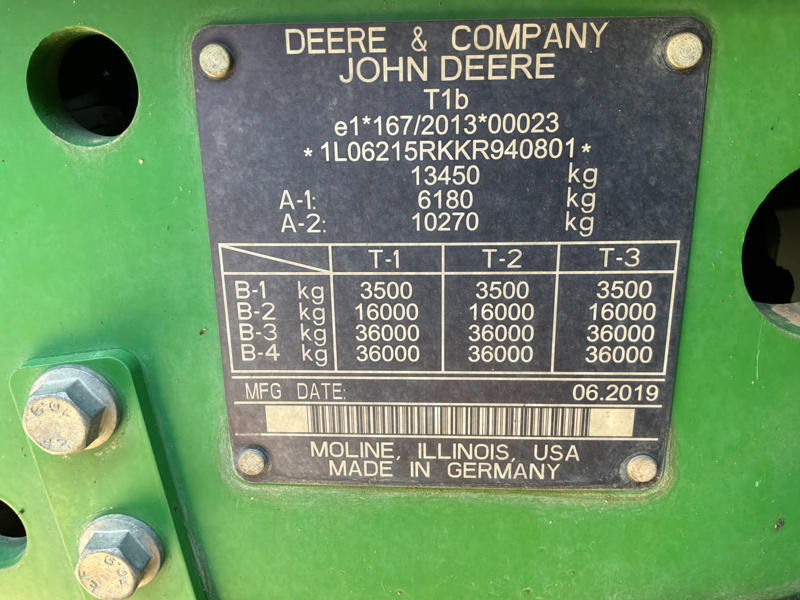 DEERE & COMPANY
JOHN DEERE
T1b
e1*167/2013*00023
*1L06215RKKR940801*
13450 kg
A-1: 6180 kg
A-2: 10270 kg
T-1 T-2 T-3
B-1 kg 3500 3500 3500
B-2 kg 16000 16000 16000
B-3 kg 36000 36000 36000
B-4 kg 36000 36000 36000
MFG DATE: 06.2019
MOLINE, ILLINOIS, USA
MADE IN GERMANY